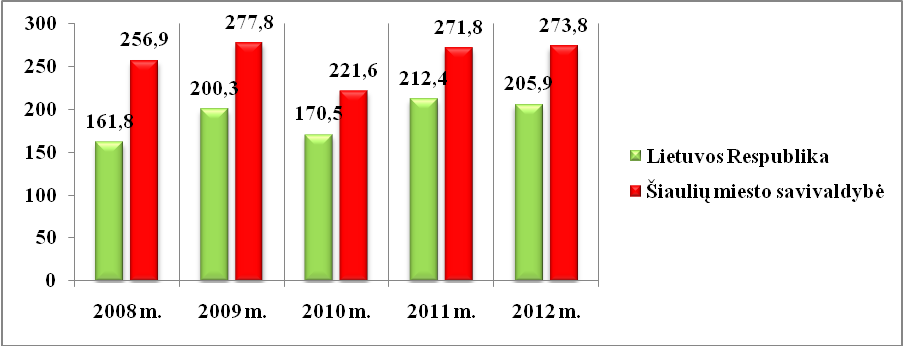 300
250
200
150
100
50
0
256,9
277,8
221,6
271,8
273,8
161,8
200,3
170,5
212,4
205,9
2008 m.
2009 m.
2010 m.
2011 m.
2012 m.
Lietuvos Respublika
Šiaulių miesto savivaldybė